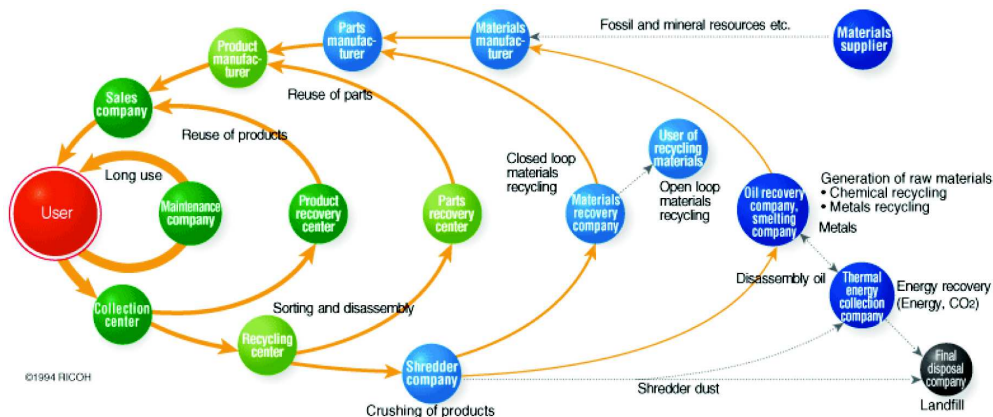 Fossil and mineral resources etc.
Materials
supplier
Materials
manufac-
turer
Parts
manufac-
turer
Product
manufac-
turer
Sales
company
Reuse of parts
Reuse of products
User
Long use
Maintenance
company
Product
recovery
center
Parts
recovery
center
Closed loop
materials
recycling
Materials
recovery
company
User of
recycling
materials
Open loop
materials
recycling
Oil recovery
company,
smelting
company
Generation of raw materials
• Chemical recycling
• Metals recycling
Metals
Disassembly oil
Thermal
energy
collection
company
Energy recovery
(Energy, CO2)
Collection
center
Sorting and disassembly
Recycling
center
Shredder
company
Crushing of products
Shredder dust
Final
disposal
company
Landfill
©1994 RICOH